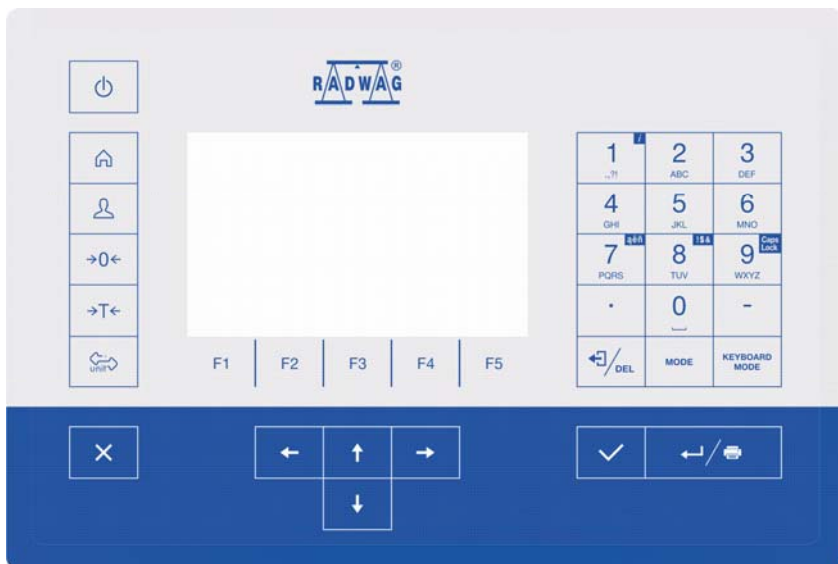 RADWAG®
i
1
.,?!
2
ABC
3
DEF
4
GHI
5
JKL
6
MNO
→0←
7
ąèñ
PQRS
8
!$&
TUV
9
Caps
Lock
WXYZ
→T←
.
0
-
unit
F1 F2 F3 F4 F5
/DEL
MODE
KEYBOARD
MODE